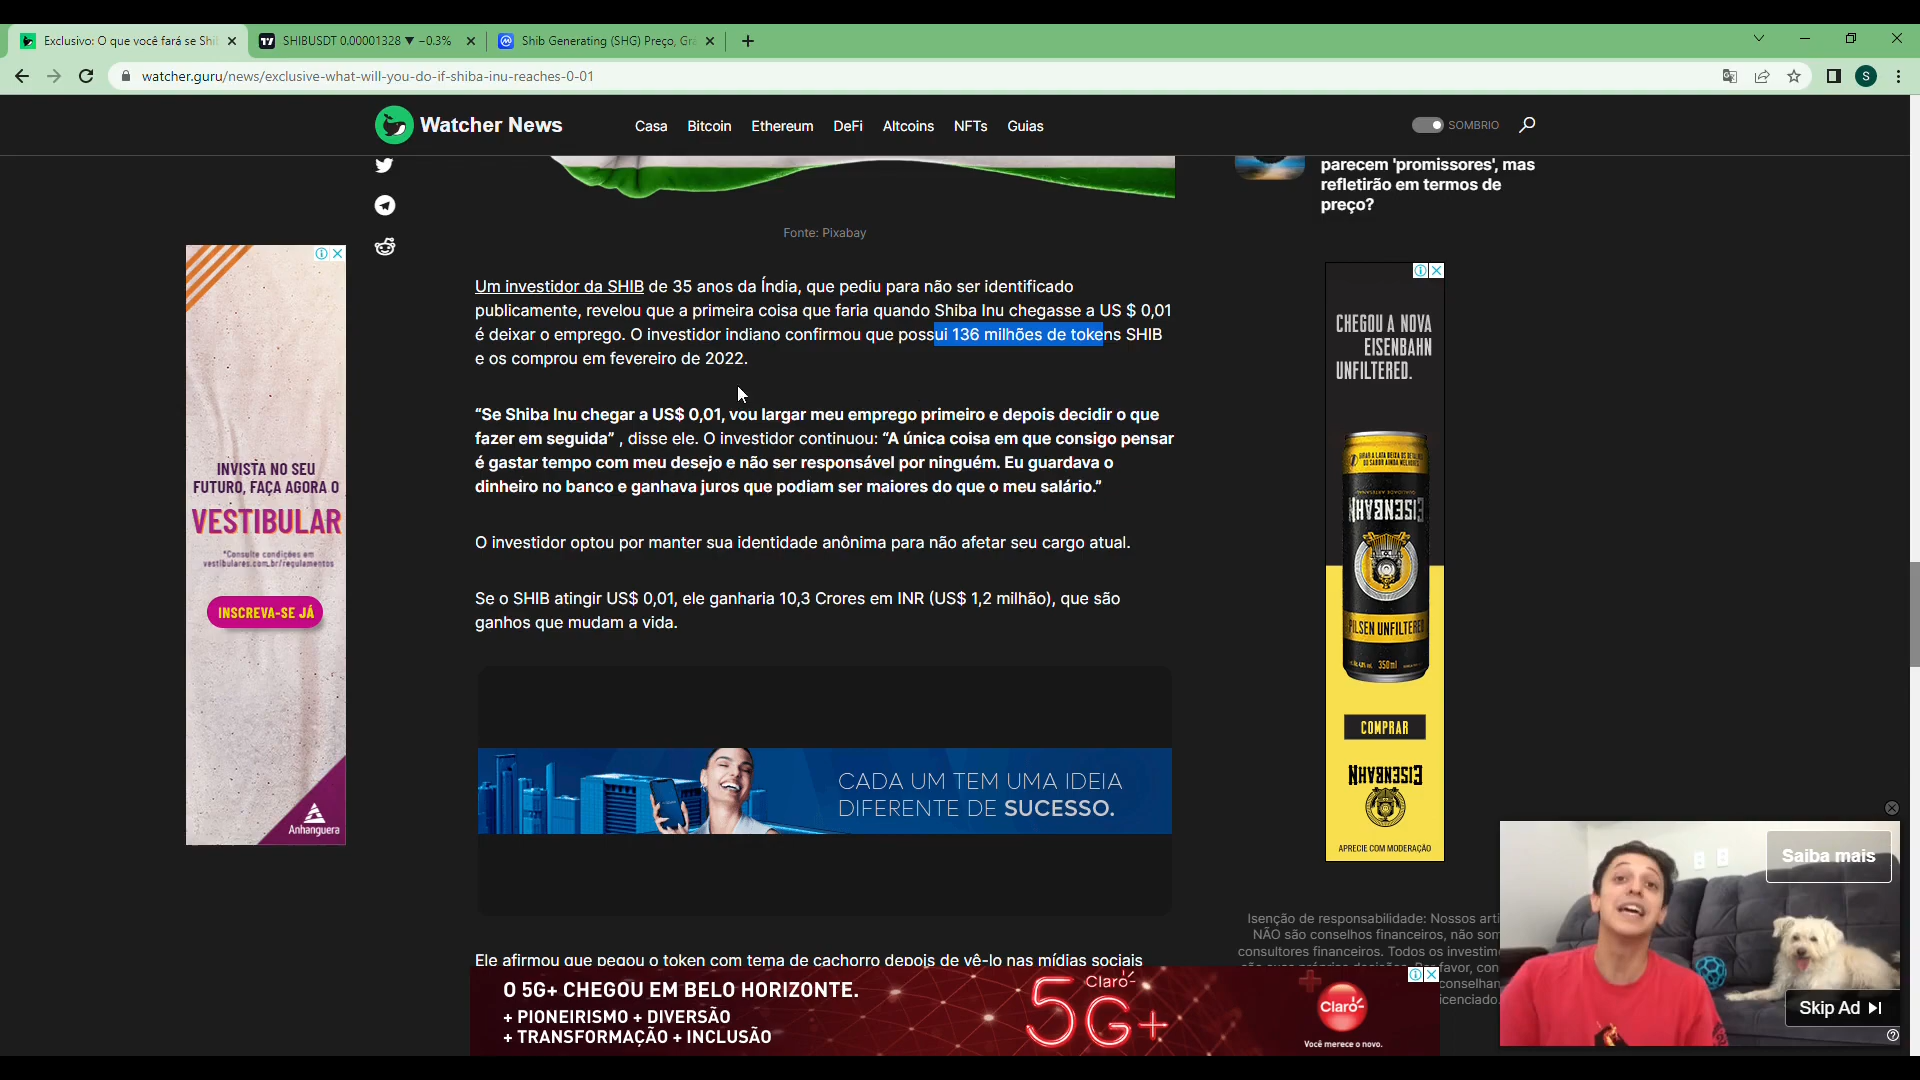 Exclusivo: O que você fará se Shi
SHIBUSDT 0.00001328 ▼ −0.3%
Shib Generating (SHG) Preço, Gr
watcher.guru/news/exclusive-what-will-you-do-if-shiba-inu-reaches-0-01
S
Watcher News
Casa
Bitcoin
Ethereum
DeFi
Altcoins
NFTs
Guias
SOMBRIO
parecem 'promissores', mas
refletirão em termos de
preço?
Fonte: Pixabay
Um investidor da SHIB de 35 anos da Índia, que pediu para não ser identificado
publicamente, revelou que a primeira coisa que faria quando Shiba Inu chegasse a US $ 0,01
é deixar o emprego. O investidor indiano confirmou que possui 136 milhões de tokens SHIB
e os comprou em fevereiro de 2022.
“Se Shiba Inu chegar a US$ 0,01, vou largar meu emprego primeiro e depois decidir o que
fazer em seguida” , disse ele. O investidor continuou: “A única coisa em que consigo pensar
é gastar tempo com meu desejo e não ser responsável por ninguém. Eu guardava o
dinheiro no banco e ganhava juros que podiam ser maiores do que o meu salário.”
O investidor optou por manter sua identidade anônima para não afetar seu cargo atual.
Se o SHIB atingir US$ 0,01, ele ganharia 10,3 Crores em INR (US$ 1,2 milhão), que são
ganhos que mudam a vida.
INVISTA NO SEU
FUTURO, FAÇA AGORA O
VESTIBULAR
*Consulte condições em
vestibulares.com.br/regulamentos
INSCREVA-SE JÁ
Anhanguera
CHEGOU A NOVA
EISENBAHN
UNFILTERED.
EISENBAHN
PILSEN UNFILTERED
350ml
COMPRAR
EISENBAHN
APRECIE COM MODERAÇÃO
CADA UM TEM UMA IDEIA
DIFERENTE DE SUCESSO.
Ele afirmou que pegou o token com tema de cachorro depois de vê-lo nas mídias sociais
Isenção de responsabilidade: Nossos arti
NÃO são conselhos financeiros, não som
consultores financeiros. Todos os investim
favor, con
conselhan
icenciado.
O 5G+ CHEGOU EM BELO HORIZONTE.
+ PIONEIRISMO + DIVERSÃO
+ TRANSFORMAÇÃO + INCLUSÃO
Claro
5G+
Claro
Você merece o novo.
Saiba mais
Skip Ad